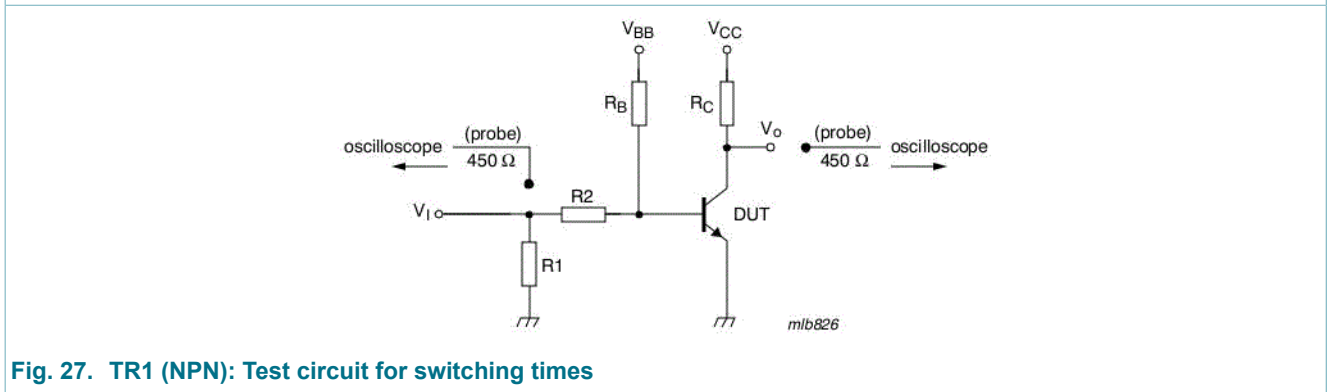 VBB VCC
RB RC
oscilloscope (probe) 450 Ω
Vo (probe) 450 Ω oscilloscope
R2
VI DUT
R1
mlb826
Fig. 27. TR1 (NPN): Test circuit for switching times